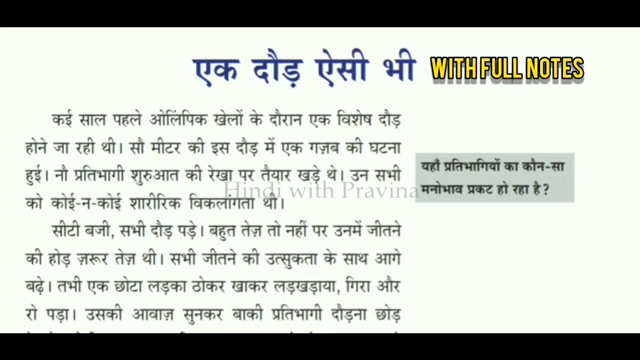 एक दौड़ ऐसी भी
WITH FULL NOTES
कई साल पहले ओलिंपिक खेलों के दौरान एक विशेष दौड़
होने जा रही थी। सौ मीटर की इस दौड़ में एक गज़ब की घटना
हुई। नौ प्रतिभागी शुरुआत की रेखा पर तैयार खड़े थे। उन सभी
को कोई-न-कोई शारीरिक विकलांगता थी।
सीटी बजी, सभी दौड़ पड़े। बहुत तेज़ तो नहीं पर उनमें जीतने
की होड़ ज़रूर तेज़ थी। सभी जीतने की उत्सुकता के साथ आगे
बढ़े। तभी एक छोटा लड़का ठोकर खाकर लड़खड़ाया, गिरा और
रो पड़ा। उसकी आवाज़ सुनकर बाकी प्रतिभागी दौड़ना छोड़
यहाँ प्रतिभागियों का कौन-सा
मनोभाव प्रकट हो रहा है?
Hindi with Pravina